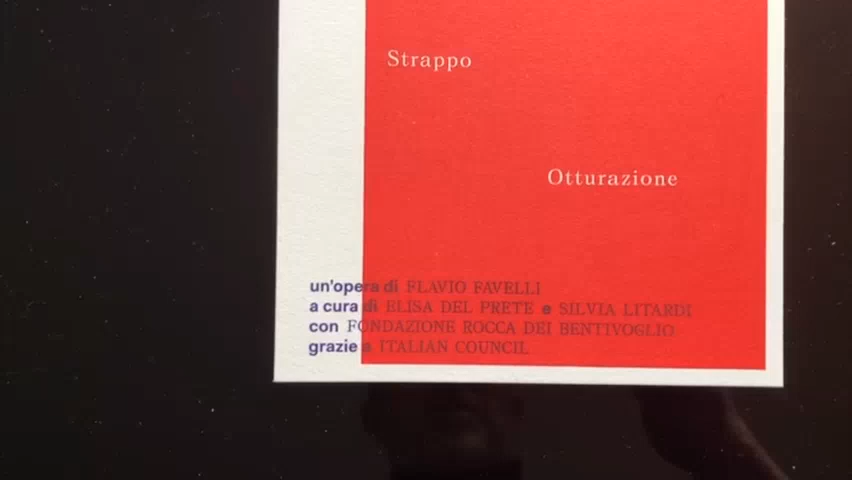 Strappo
Otturazione
un'opera di FLAVIO FAVELLI
a cura di ELISA DEL PRETE e SILVIA LITARDI
con FONDAZIONE ROCCA DEI BENTIVOGLIO
grazie a ITALIAN COUNCIL